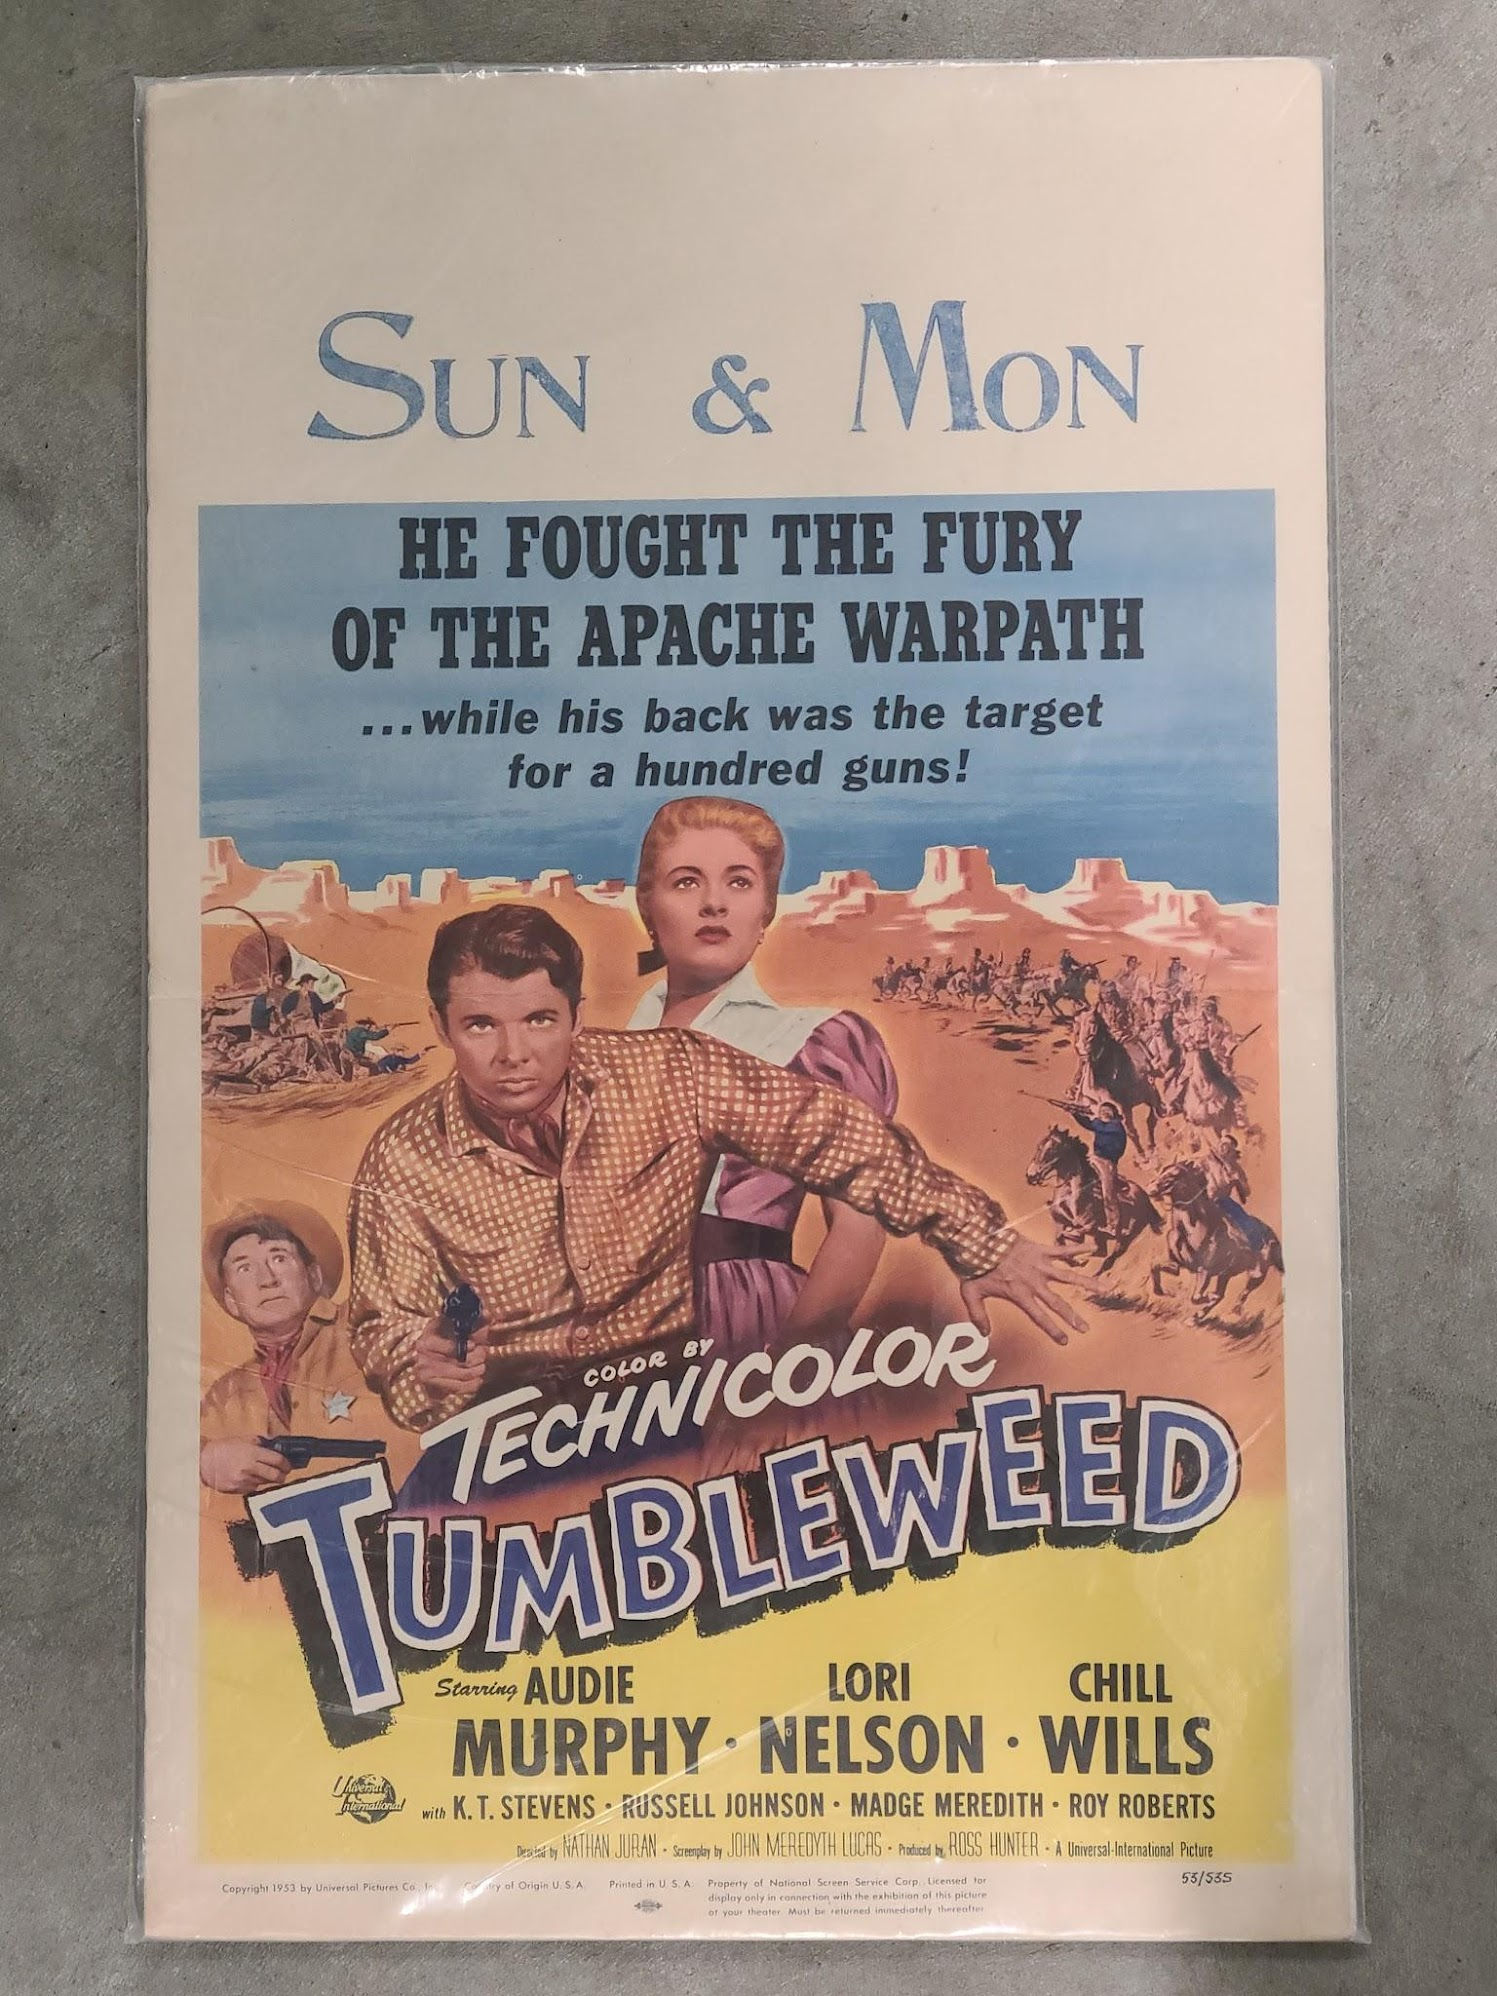 SUN & MON
HE FOUGHT THE FURY
OF THE APACHE WARPATH
...while his back was the target
for a hundred guns!
COLOR BY
TECHNICOLOR
TUMBLEWEED
Starring AUDIE MURPHY · LORI NELSON · CHILL WILLS
Universal
International
with K.T. STEVENS · RUSSELL JOHNSON · MADGE MEREDITH · ROY ROBERTS
Directed by NATHAN JURAN · Screenplay by JOHN MEREDYTH LUCAS · Produced by ROSS HUNTER · A Universal-International Picture
Copyright 1953 by Universal Pictures Co., of Origin U. S. A. Printed in U. S. A.
Property of National Screen Service Corp. Licensed for
display only in connection with the exhibition of this picture
at your theater. Must be returned immediately thereafter.
53/535